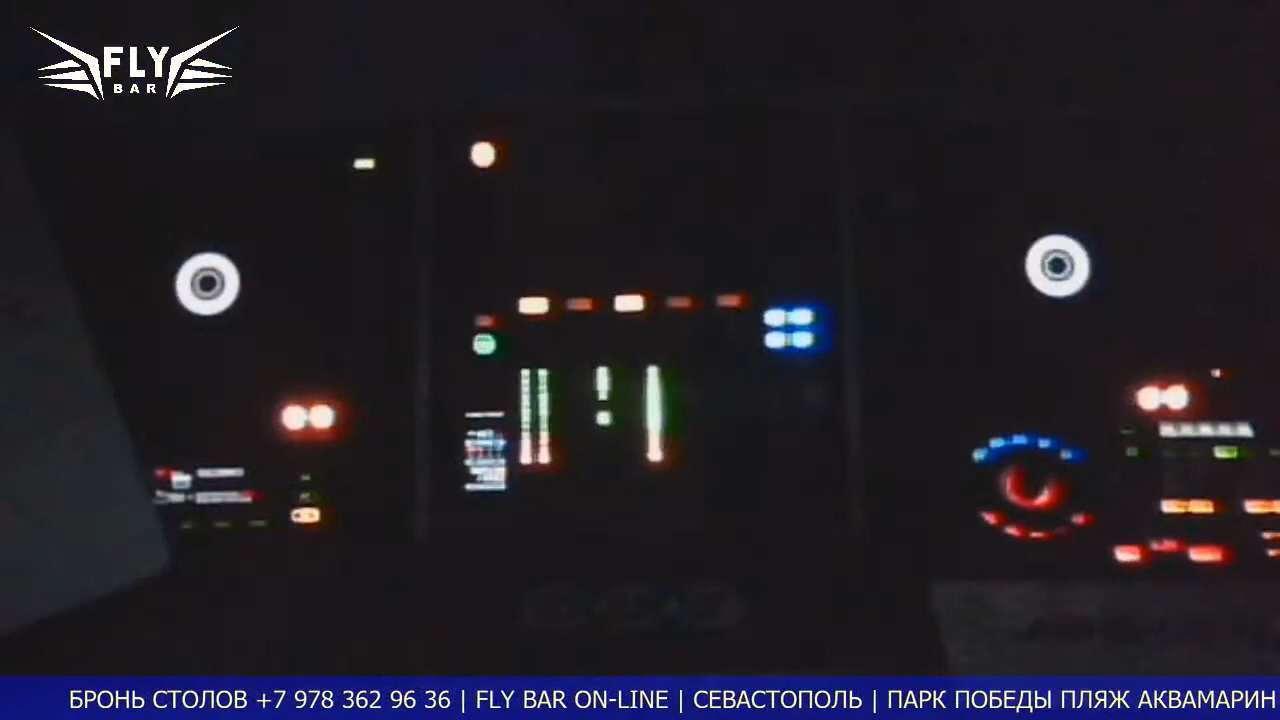 FLY
BAR
БРОНЬ СТОЛОВ +7 978 362 96 36 | FLY BAR ON-LINE | СЕВАСТОПОЛЬ | ПАРК ПОБЕДЫ ПЛЯЖ АКВАМАРИН